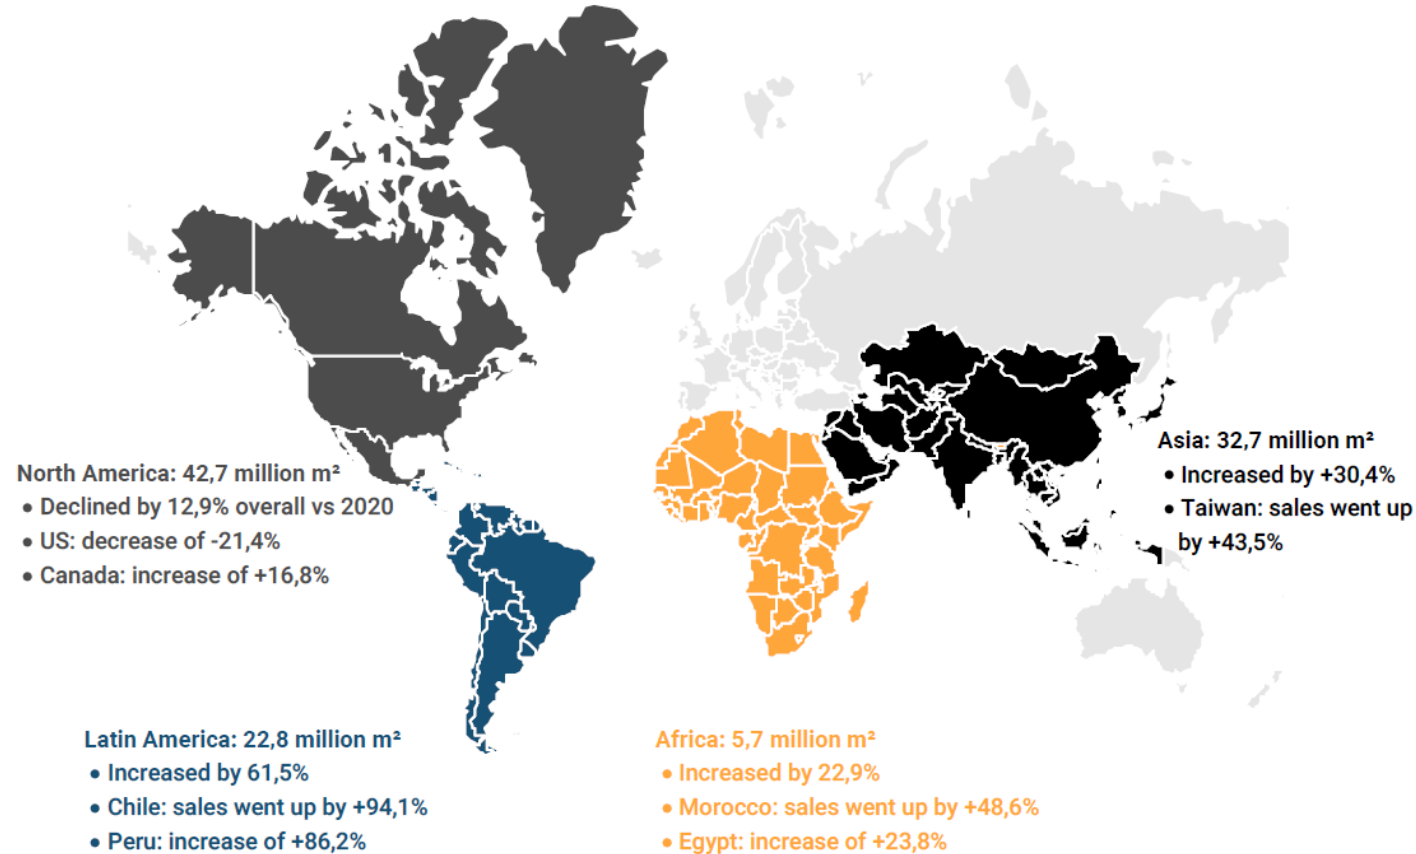 North America: 42,7 million m²
• Declined by 12,9% overall vs 2020
• US: decrease of -21,4%
• Canada: increase of +16,8%
Asia: 32,7 million m²
• Increased by +30,4%
• Taiwan: sales went up
by +43,5%
Latin America: 22,8 million m²
• Increased by 61,5%
• Chile: sales went up by +94,1%
• Peru: increase of +86,2%
Africa: 5,7 million m²
• Increased by 22,9%
• Morocco: sales went up by +48,6%
• Egypt: increase of +23,8%